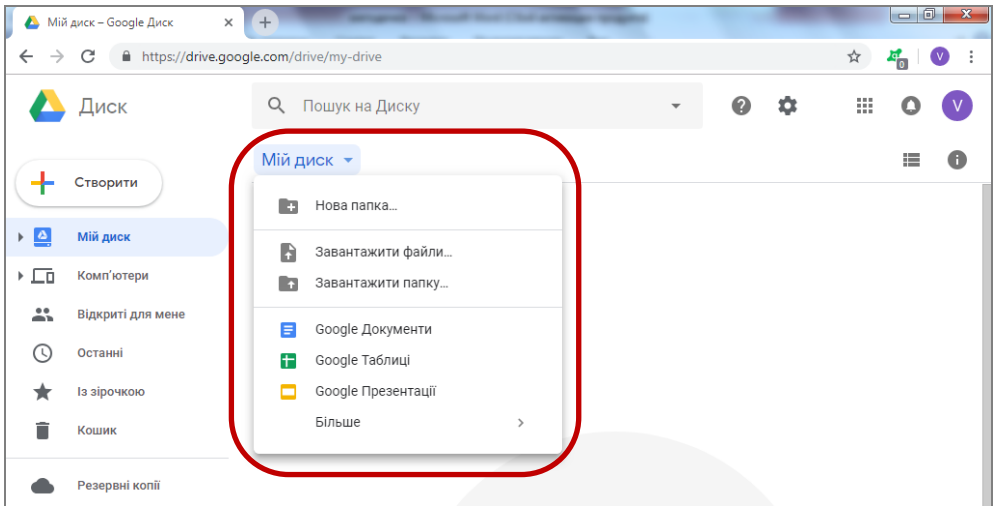 Мій диск – Google Диск
https://drive.google.com/drive/my-drive
0
V
Диск
Пошук на Диску
V
Створити
Мій диск
Комп'ютери
Відкриті для мене
Останні
Із зірочкою
Кошик
Резервні копії
Мій диск
Нова папка...
Завантажити файли...
Завантажити папку...
Google Документи
Google Таблиці
Google Презентації
Більше